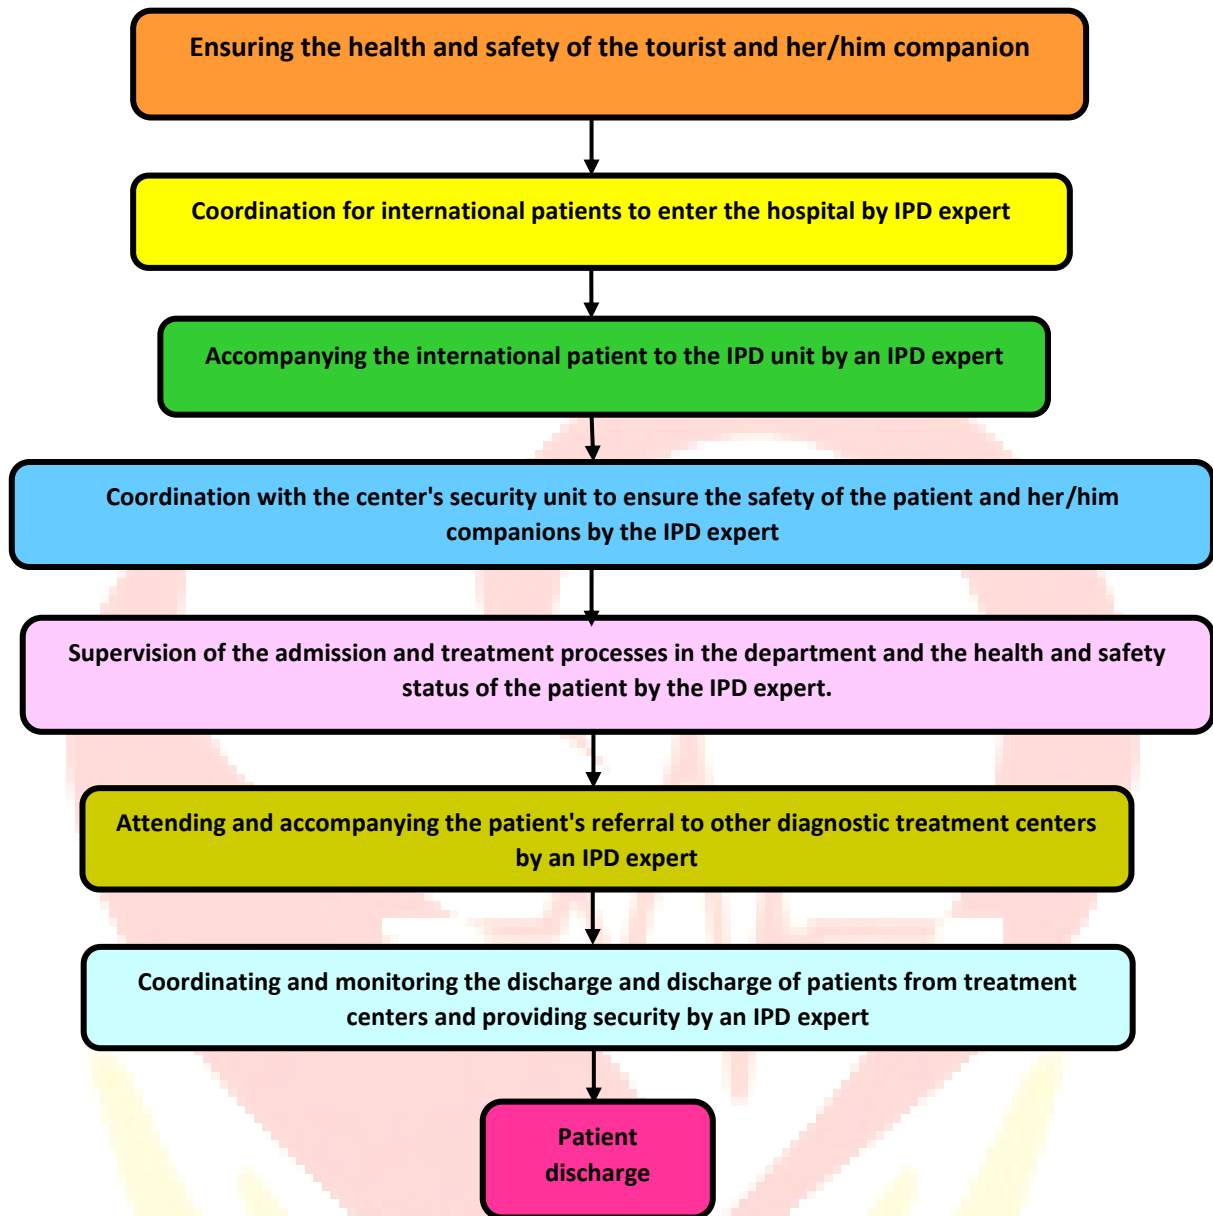 Ensuring the health and safety of the tourist and her/him companion
Coordination for international patients to enter the hospital by IPD expert
Accompanying the international patient to the IPD unit by an IPD expert
Coordination with the center's security unit to ensure the safety of the patient and her/him
companions by the IPD expert
Supervision of the admission and treatment processes in the department and the health and safety
status of the patient by the IPD expert.
Attending and accompanying the patient's referral to other diagnostic treatment centers
by an IPD expert
Coordinating and monitoring the discharge and discharge of patients from treatment
centers and providing security by an IPD expert
Patient
discharge